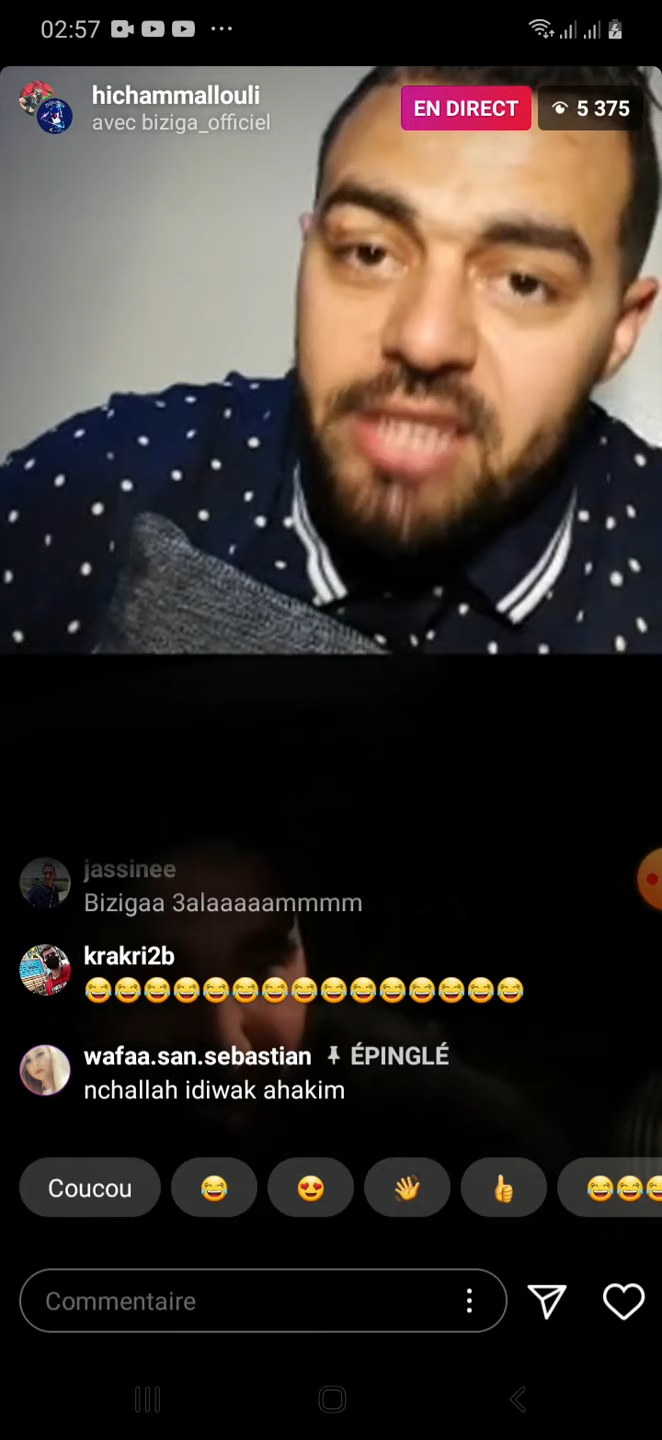 02:57
hichammallouli
avec biziga_officiel
EN DIRECT
5 375
jassinee
Bizigaa 3alaaaaammmm
krakri2b
😂😂😂😂😂😂😂😂😂😂😂😂😂😂😂
wafaa.san.sebastian ÉPINGLÉ
nchallah idiwak ahakim
Coucou 😂 😍 👋 👍 😂😂😂
Commentaire